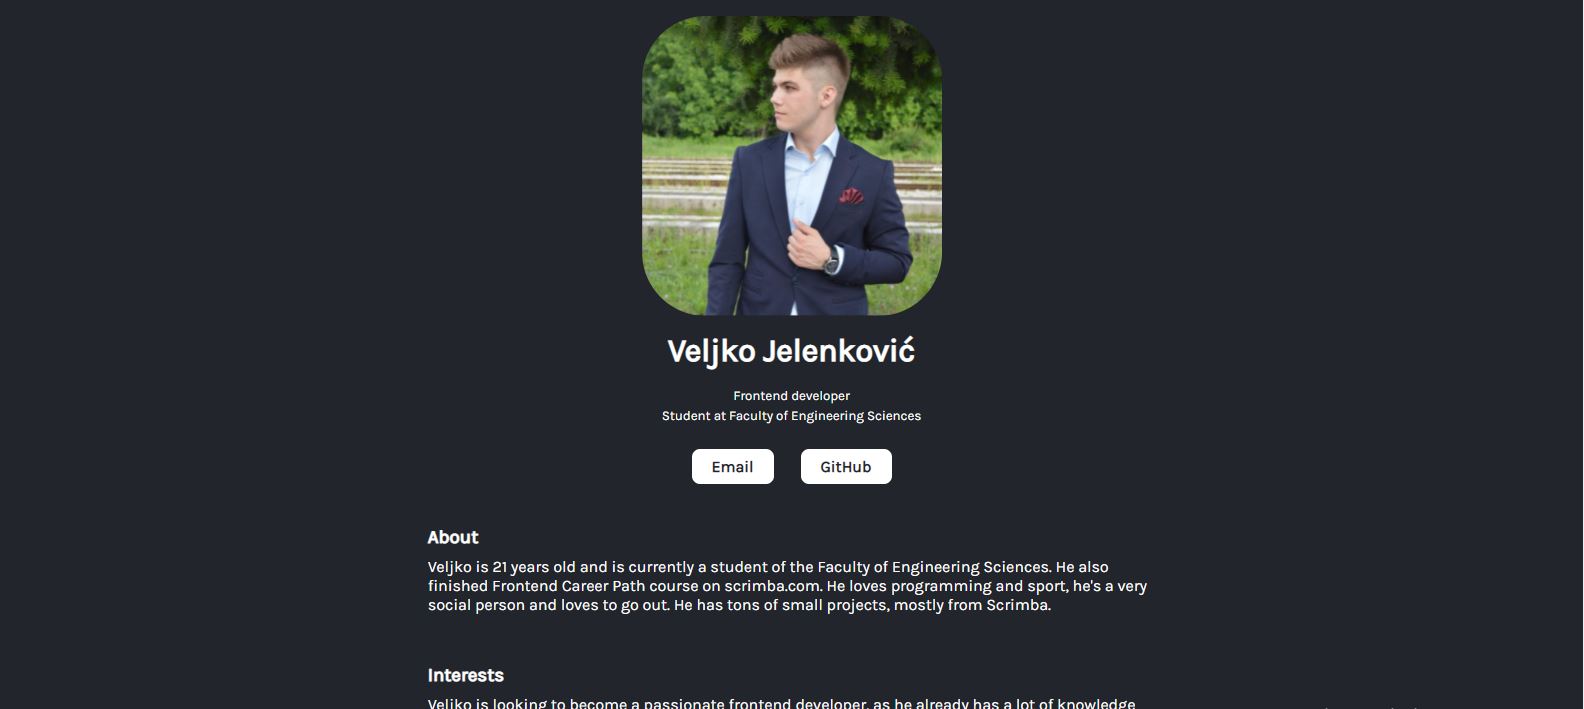 Veljko Jelenković
Frontend developer
Student at Faculty of Engineering Sciences
Email
GitHub
About
Veljko is 21 years old and is currently a student of the Faculty of Engineering Sciences. He also
finished Frontend Career Path course on scrimba.com. He loves programming and sport, he's a very
social person and loves to go out. He has tons of small projects, mostly from Scrimba.
Interests
Veljko is looking to become a passionate frontend developer, as he already has a lot of knowledge